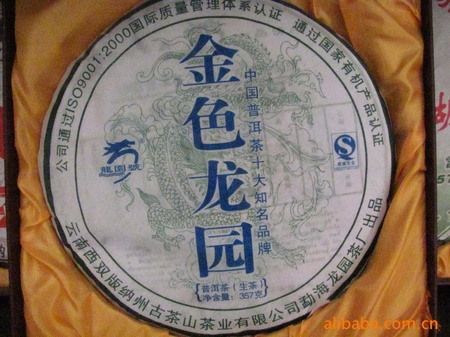 公司通过ISO9001:2000国际质量管理体系认证 通过国家有机产品认证
金色龙园
中国普洱茶十大知名品牌
龍園號
普洱茶(生茶)
净含量:357克
云南西双版纳州古茶山茶业有限公司勐海龙园茶厂出品
alibaba.com.cn